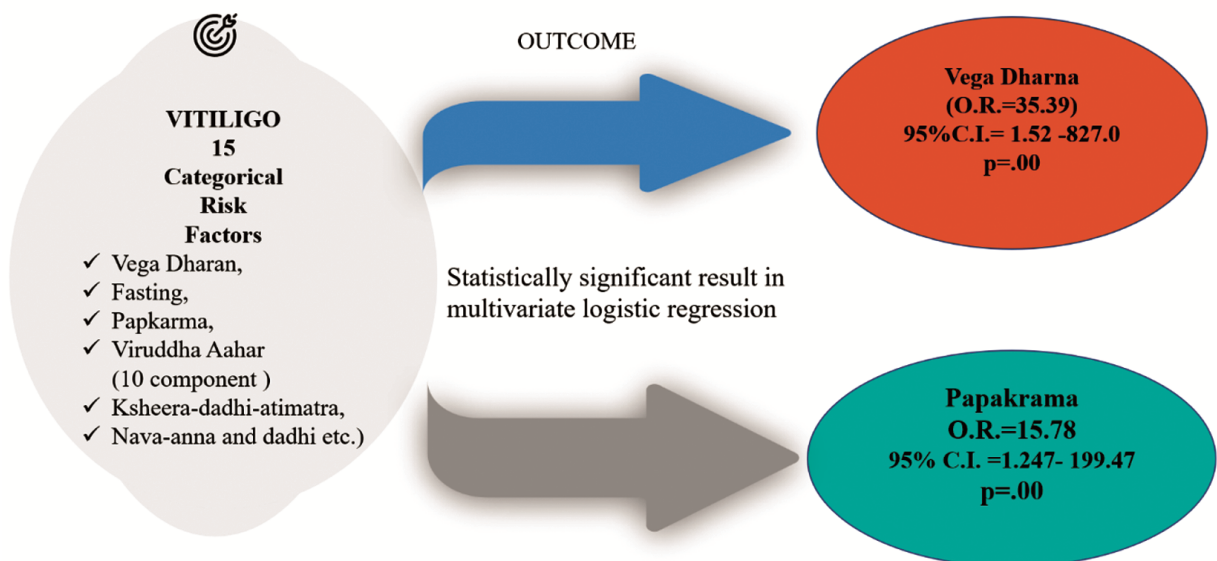 VITILIGO
15
Categorical
Risk
Factors
✓ Vega Dharan,
✓ Fasting,
✓ Papkarma,
✓ Viruddha Aahar
(10 component )
✓ Ksheera-dadhi-atimatra,
✓ Nava-anna and dadhi etc.)
OUTCOME
Statistically significant result in
multivariate logistic regression
Vega Dharna
(O.R.=35.39)
95%C.I.= 1.52 -827.0
p=.00
Papakrama
O.R.=15.78
95% C.I. =1.247- 199.47
p=.00